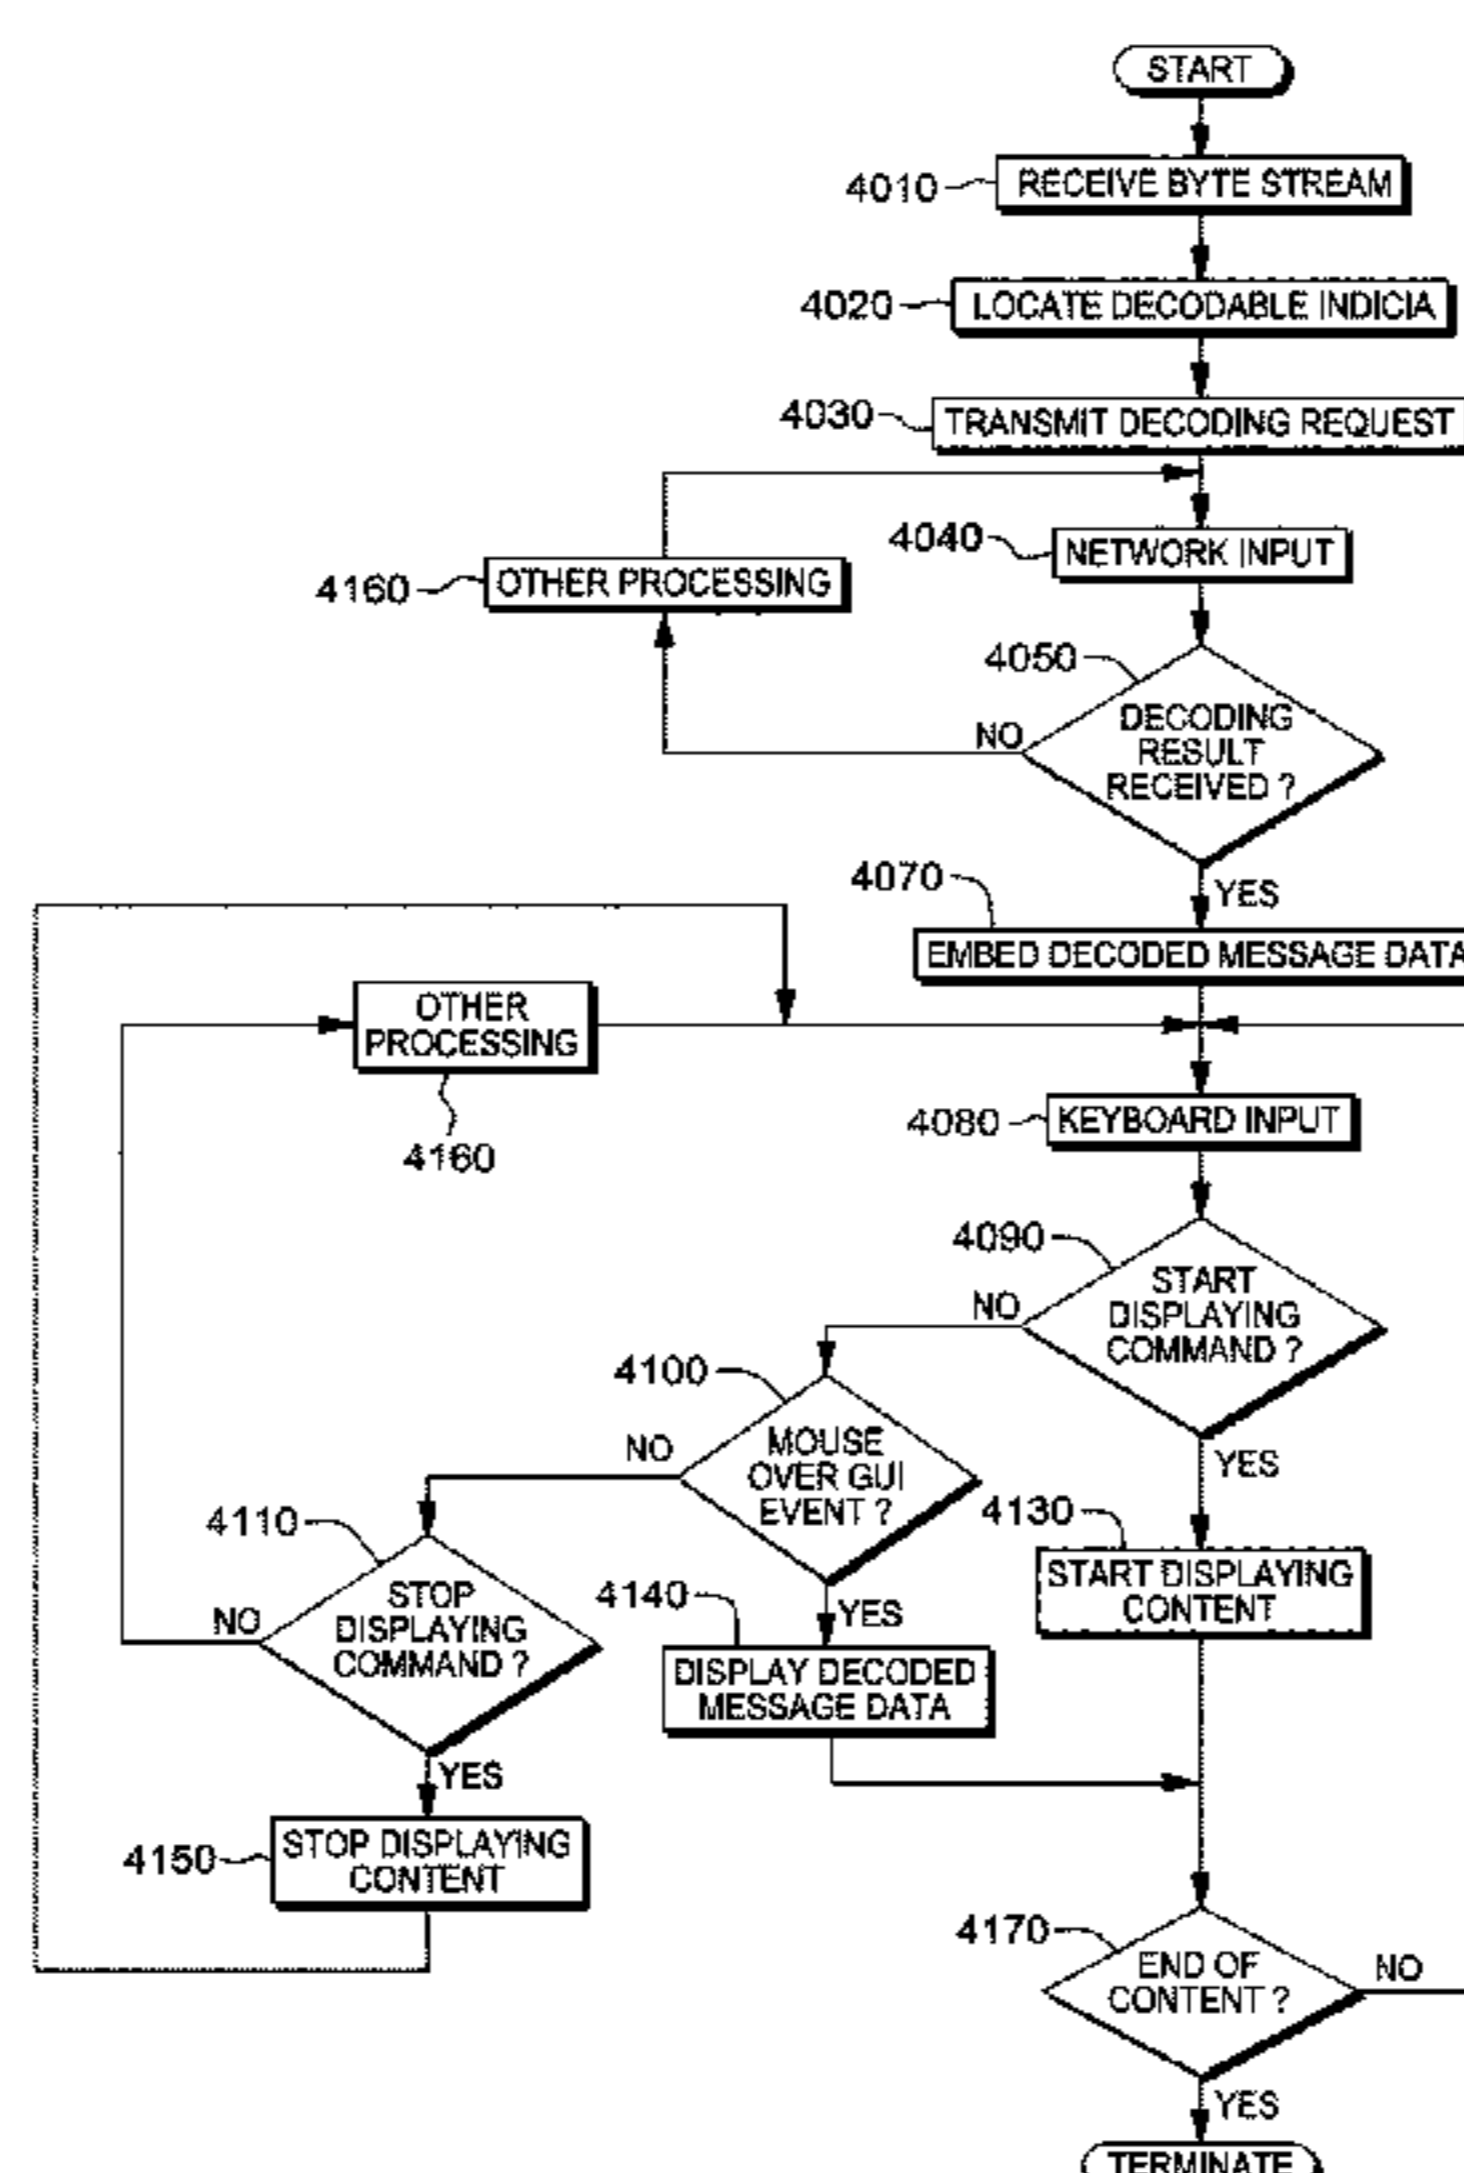 START
4010
RECEIVE BYTE STREAM
4020
LOCATE DECODABLE INDICIA
4030
TRANSMIT DECODING REQUEST
4040
NETWORK INPUT
4160
OTHER PROCESSING
4050
DECODING
RESULT
RECEIVED ?
NO
YES
4070
EMBED DECODED MESSAGE DATA
OTHER
PROCESSING
4160
4080
KEYBOARD INPUT
4090
START
DISPLAYING
COMMAND ?
NO
YES
4100
MOUSE
OVER GUI
EVENT ?
NO
YES
4110
STOP
DISPLAYING
COMMAND ?
NO
YES
4130
START DISPLAYING
CONTENT
4140
DISPLAY DECODED
MESSAGE DATA
4150
STOP DISPLAYING
CONTENT
4170
END OF
CONTENT ?
NO
YES
TERMINATE